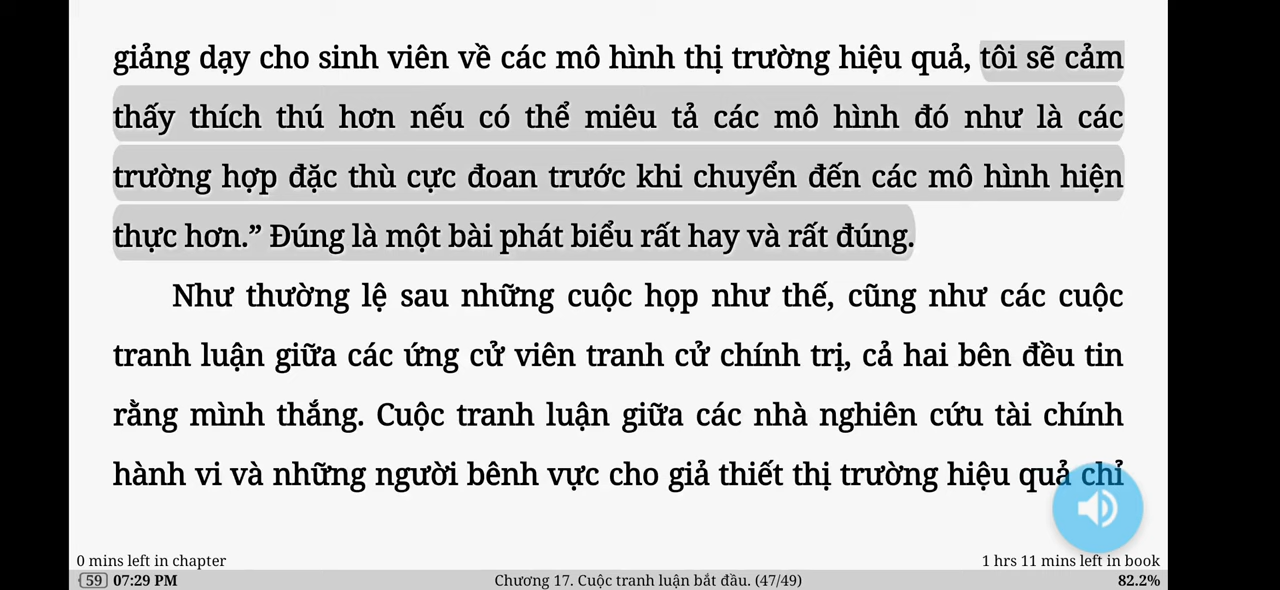 giảng dạy cho sinh viên về các mô hình thị trường hiệu quả, tôi sẽ cảm
thấy thích thú hơn nếu có thể miêu tả các mô hình đó như là các
trường hợp đặc thù cực đoan trước khi chuyển đến các mô hình hiện
thực hơn.” Đúng là một bài phát biểu rất hay và rất đúng.
Như thường lệ sau những cuộc họp như thế, cũng như các cuộc
tranh luận giữa các ứng cử viên tranh cử chính trị, cả hai bên đều tin
rằng mình thắng. Cuộc tranh luận giữa các nhà nghiên cứu tài chính
hành vi và những người bênh vực cho giả thiết thị trường hiệu quả chỉ
0 mins left in chapter 1 hrs 11 mins left in book
59 07:29 PM Chương 17. Cuộc tranh luận bắt đầu. (47/49) 82.2%